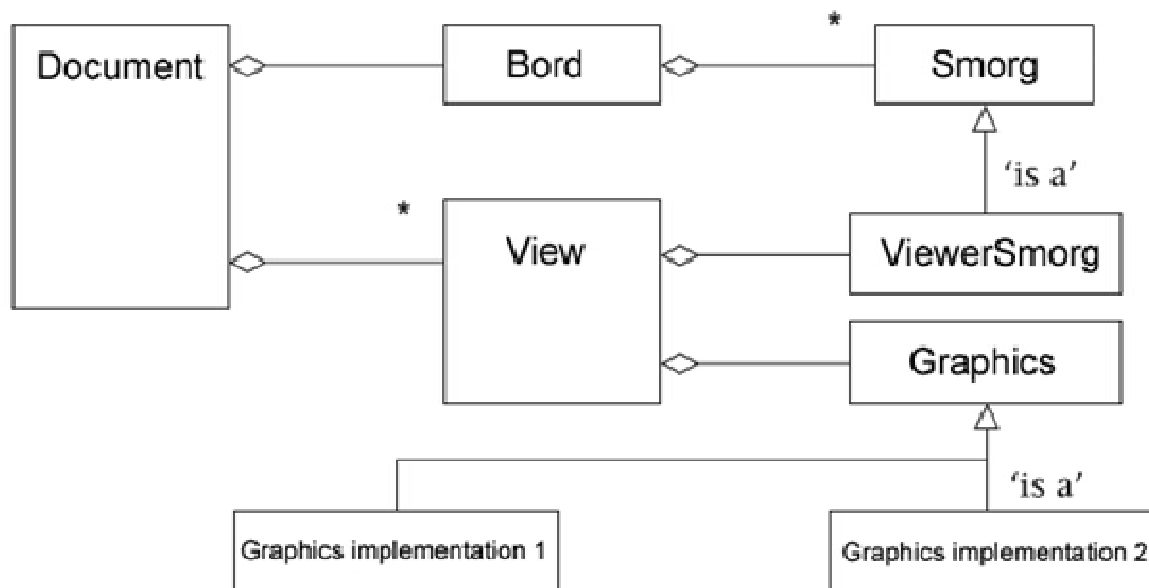 *
Document
Bord
Smorg
'is a'
*
View
ViewerSmorg
Graphics
'is a'
Graphics implementation 1
Graphics implementation 2